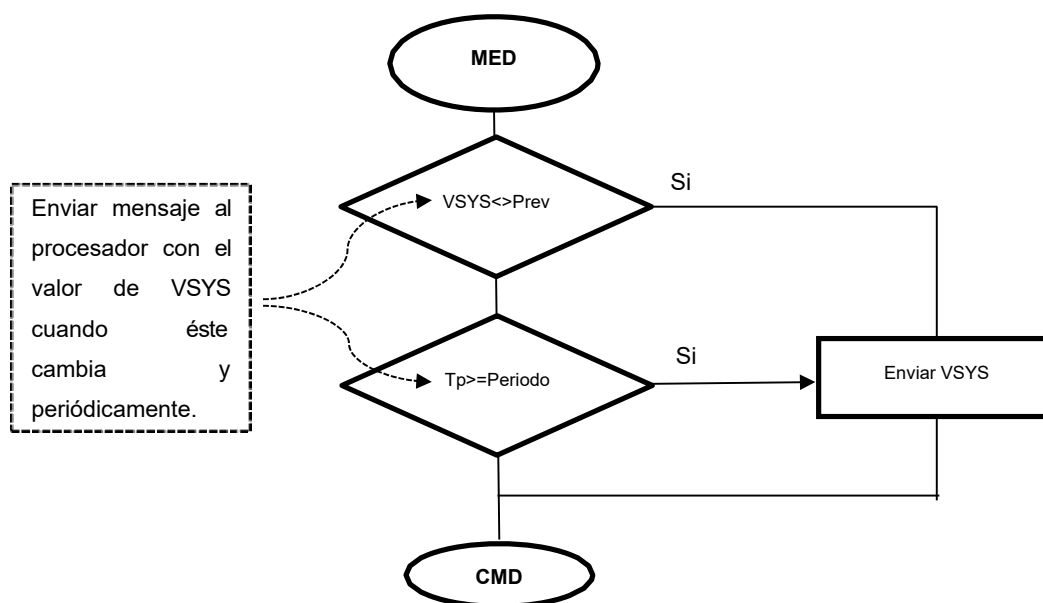 MED
VSYS<>Prev
Si
Enviar mensaje al
procesador con el
valor de VSYS
cuando éste
cambia y
periódicamente.
Tp>=Periodo
Si
Enviar VSYS
CMD